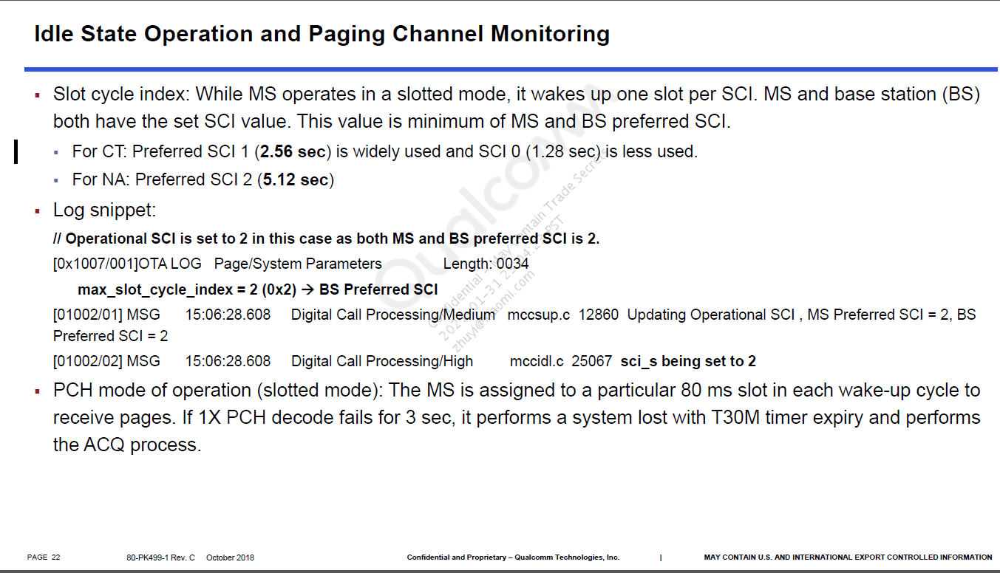 Idle State Operation and Paging Channel Monitoring
▪ Slot cycle index: While MS operates in a slotted mode, it wakes up one slot per SCI. MS and base station (BS)
both have the set SCI value. This value is minimum of MS and BS preferred SCI.
▪ For CT: Preferred SCI 1 (2.56 sec) is widely used and SCI 0 (1.28 sec) is less used.
▪ For NA: Preferred SCI 2 (5.12 sec)
▪ Log snippet:
// Operational SCI is set to 2 in this case as both MS and BS preferred SCI is 2.
[0x1007/001]OTA LOG Page/System Parameters Length: 0034
max_slot_cycle_index = 2 (0x2) → BS Preferred SCI
[01002/01] MSG 15:06:28.608 Digital Call Processing/Medium mccsup.c 12860 Updating Operational SCI , MS Preferred SCI = 2, BS
Preferred SCI = 2
[01002/02] MSG 15:06:28.608 Digital Call Processing/High mccidl.c 25067 sci_s being set to 2
▪ PCH mode of operation (slotted mode): The MS is assigned to a particular 80 ms slot in each wake-up cycle to
receive pages. If 1X PCH decode fails for 3 sec, it performs a system lost with T30M timer expiry and performs
the ACQ process.
Qualcomm
Confidential - May Contain Trade Secrets
PAGE 22 80-PK499-1 Rev. C October 2018 Confidential and Proprietary – Qualcomm Technologies, Inc. | MAY CONTAIN U.S. AND INTERNATIONAL EXPORT CONTROLLED INFORMATION